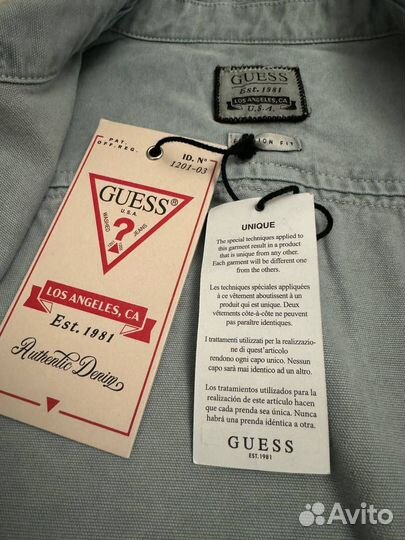 GUESS
Est. 1981
LOS ANGELES, CA
U.S.A.
ION FIT
PAT.
OFF. REG.
ID. Nº
1201-03
GUESS®
U.S.A.
WASHED
?
JEANS
LOS ANGELES, CA
Est. 1981
Authentic Denim
UNIQUE
The special techniques applied to
this garment result in a product
that is unique from any other.
Each garment will be different one
from the others.
Les techniques spéciales appliquées
à ce vêtement aboutissent à un
produit qui est unique. Deux
vêtements côte-à-côte ne peuvent
pas paraître identiques.
I trattamenti utilizzati per la realizzazio-
ne di quest'articolo
rendono ogni capo unico. Nessun
capo sarà mai identico ad un altro.
Los tratamientos utilizados para la
realización de este artículo hacen
que cada prenda sea única. Nunca
habrá una prenda idéntica a otra.
GUESS
EST. 1981
Avito